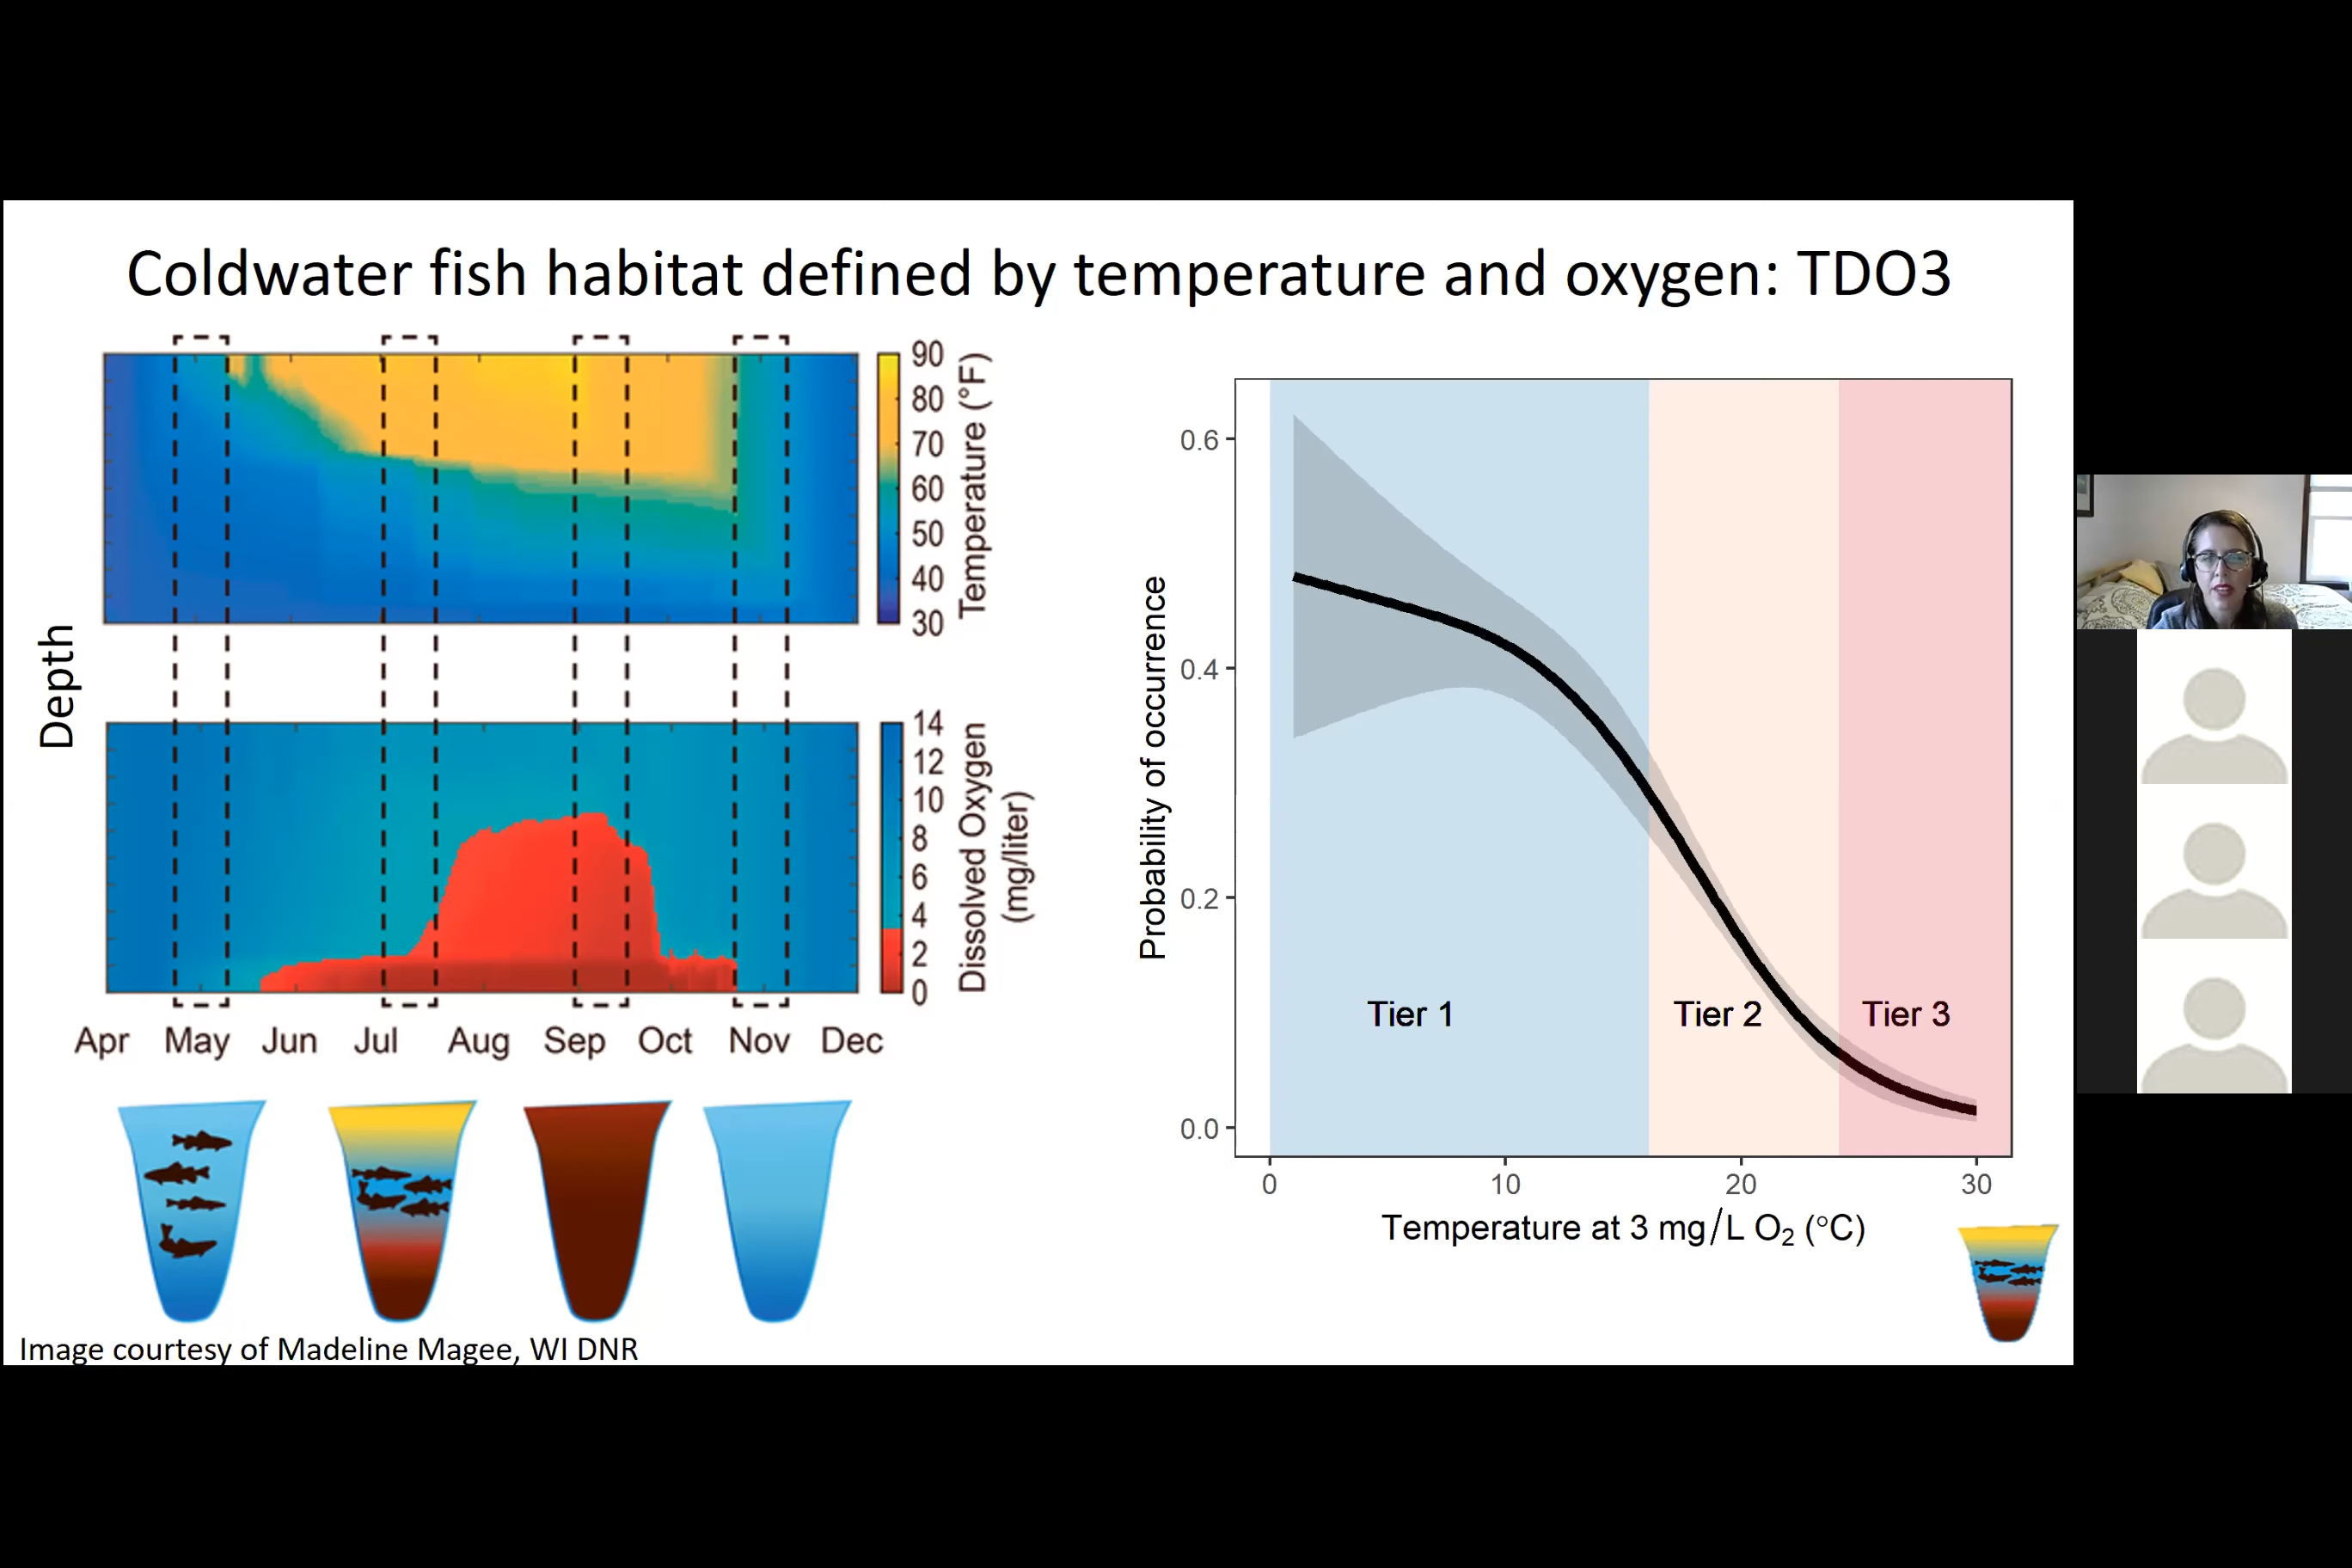 Coldwater fish habitat defined by temperature and oxygen: TDO3
Depth
90
80
70
60
50
40
30
Temperature (°F)
14
12
10
8
6
4
2
0
Dissolved Oxygen
(mg/liter)
Apr May Jun Jul Aug Sep Oct Nov Dec
Image courtesy of Madeline Magee, WI DNR
Probability of occurrence
0.6
0.4
0.2
0.0
Tier 1 Tier 2 Tier 3
0 10 20 30
Temperature at 3 mg/L O₂ (°C)